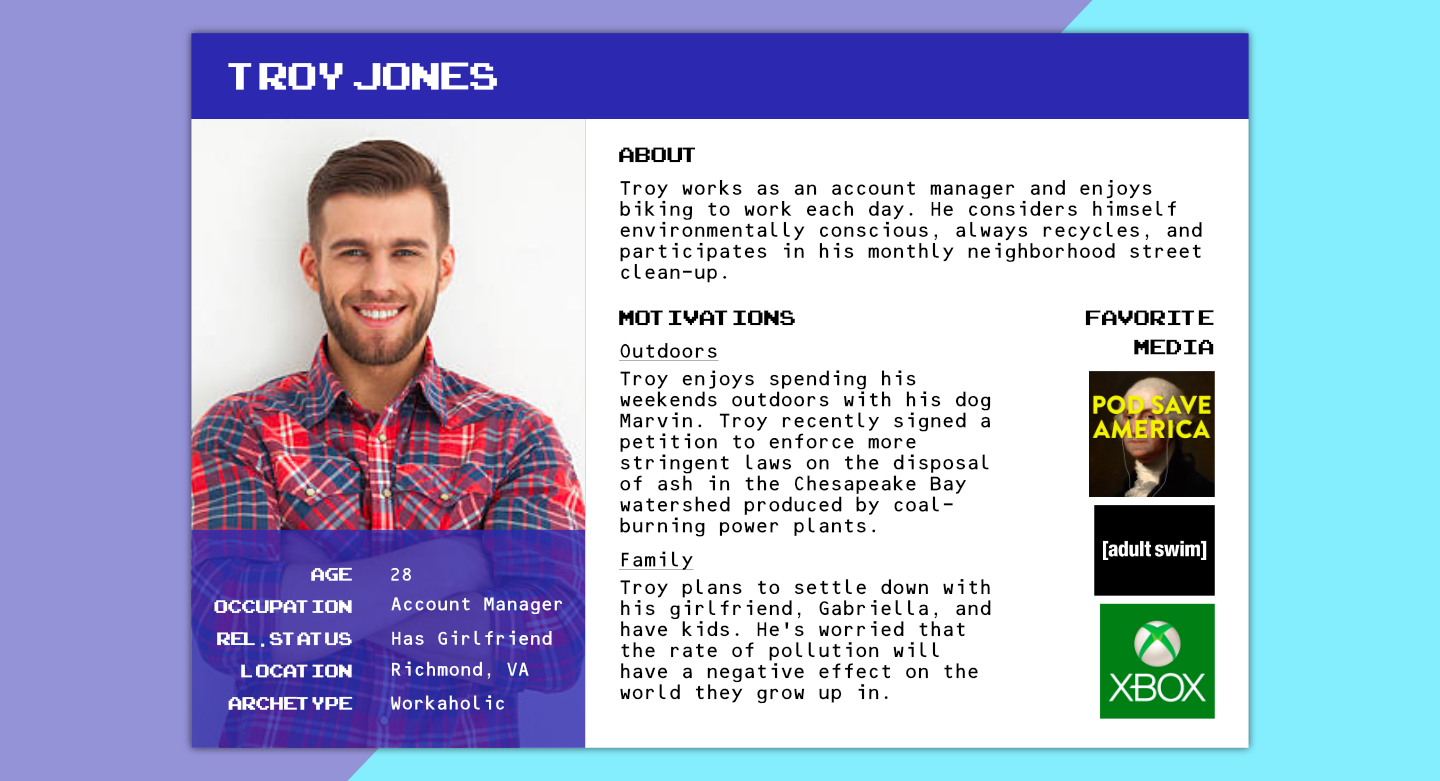 TROY JONES
ABOUT
Troy works as an account manager and enjoys
biking to work each day. He considers himself
environmentally conscious, always recycles, and
participates in his monthly neighborhood street
clean-up.
MOTIVATIONS
Outdoors
Troy enjoys spending his
weekends outdoors with his dog
Marvin. Troy recently signed a
petition to enforce more
stringent laws on the disposal
of ash in the Chesapeake Bay
watershed produced by coal-
burning power plants.
Family
Troy plans to settle down with
his girlfriend, Gabriella, and
have kids. He's worried that
the rate of pollution will
have a negative effect on the
world they grow up in.
FAVORITE
MEDIA
POD SAVE
AMERICA
[adult swim]
XBOX
AGE 28
OCCUPATION Account Manager
REL.STATUS Has Girlfriend
LOCATION Richmond, VA
ARCHETYPE Workaholic